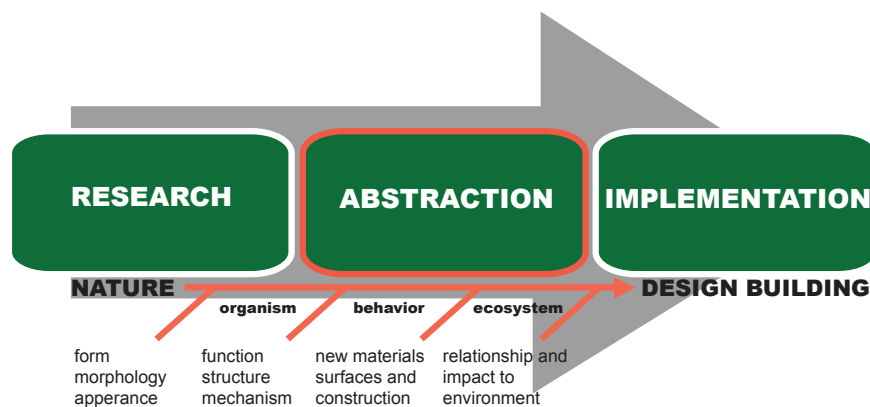 RESEARCH
ABSTRACTION
IMPLEMENTATION
NATURE
DESIGN BUILDING
organism
behavior
ecosystem
form
morphology
apperance
function
structure
mechanism
new materials
surfaces and
construction
relationship and
impact to
environment